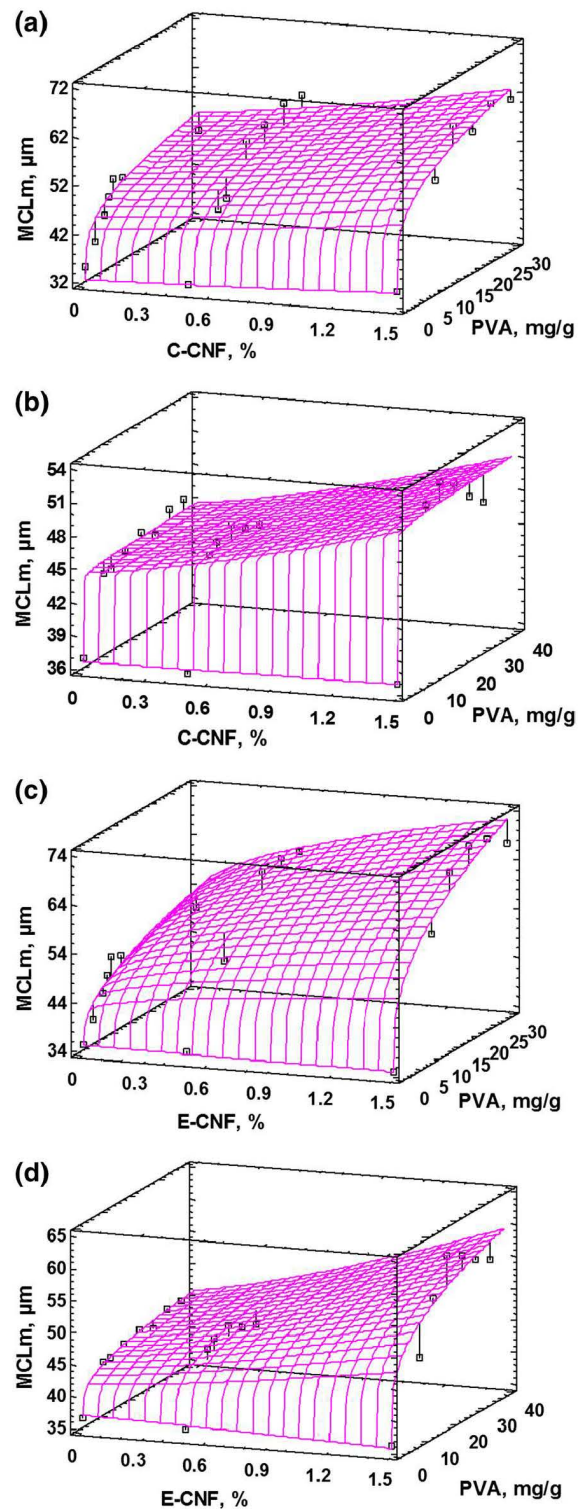 (a)
72
62
52
42
32
MCLm, µm
0
0.3
0.6
0.9
1.2
1.5
C-CNF, %
0 5 10 15 20 25 30
PVA, mg/g
(b)
54
51
48
45
42
39
36
MCLm, µm
0
0.3
0.6
0.9
1.2
1.5
C-CNF, %
0 10 20 30 40
PVA, mg/g
(c)
74
64
54
44
34
MCLm, µm
0
0.3
0.6
0.9
1.2
1.5
E-CNF, %
0 5 10 15 20 25 30
PVA, mg/g
(d)
65
60
55
50
45
40
35
MCLm, µm
0
0.3
0.6
0.9
1.2
1.5
E-CNF, %
0 10 20 30 40
PVA, mg/g